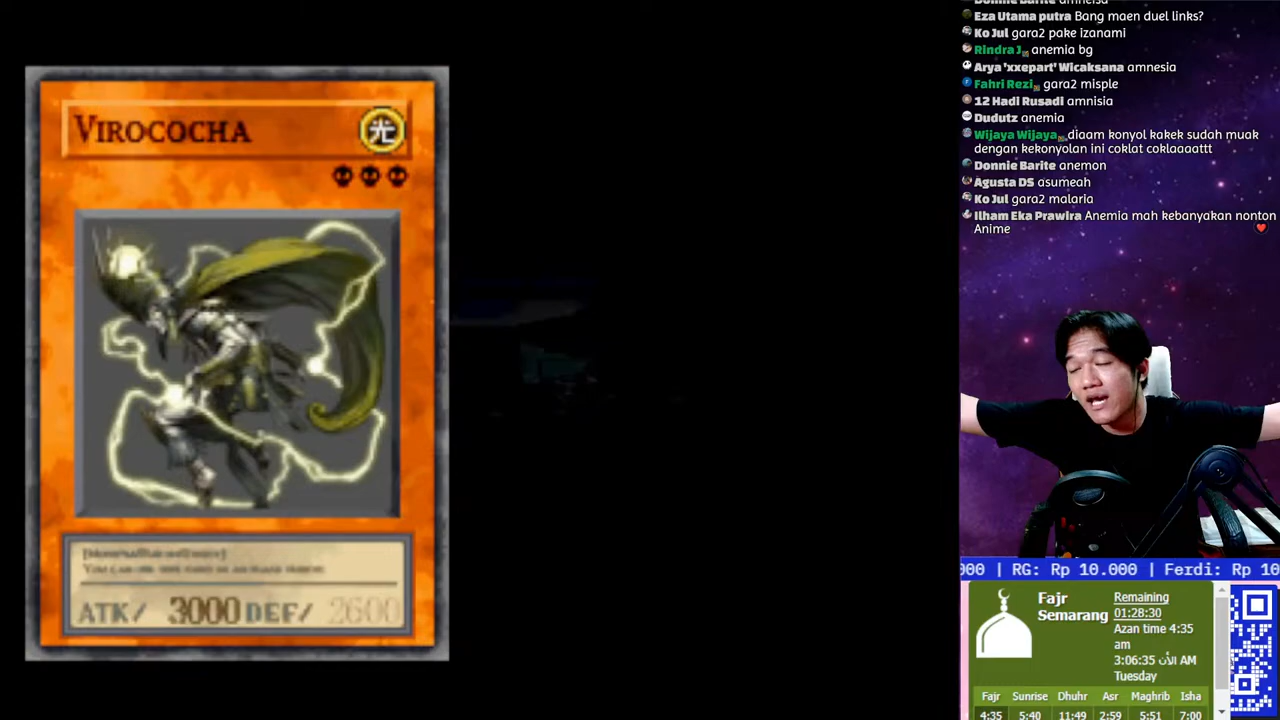 VIROCOCHA
光
ATK/ 3000 DEF/ 2600
Eza Utama putra Bang maen duel links?
Ko Jul gara2 pake izanami
Rindra J. anemia bg
Arya 'xxepart' Wicaksana amnesia
Fahri Rezi gara2 misple
12 Hadi Rusadi amnisia
Dudutz anemia
Wijaya Wijaya diaam konyol kakek sudah muak
dengan kekonyolan ini coklat coklaaaattt
Donnie Barite anemon
Agusta DS asumeah
Ko Jul gara2 malaria
Ilham Eka Prawira Anemia mah kebanyakan nonton
Anime
000 | RG: Rp 10.000 | Ferdi: Rp 10
Fajr
Semarang
Remaining
01:28:30
Azan time 4:35
am
3:06:35 الآن AM
Tuesday
Fajr Sunrise Dhuhr Asr Maghrib Isha
4:35 5:40 11:49 2:59 5:51 7:00